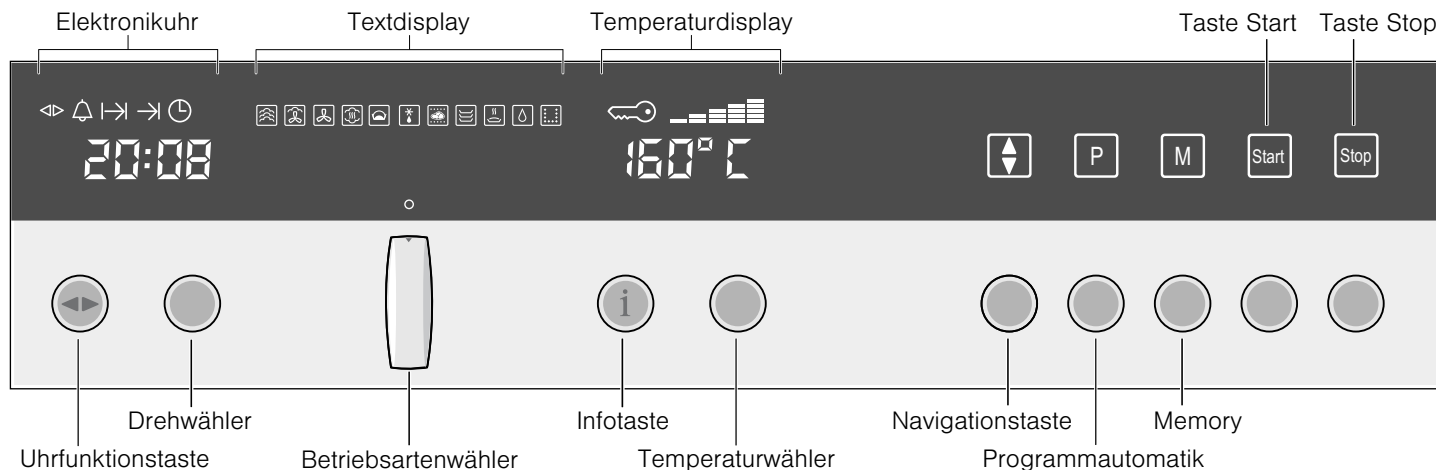 Elektronikuhr Textdisplay Temperaturdisplay Taste Start Taste Stop
20:08 160°C P M Start Stop
i
Drehwähler Infotaste Navigationstaste Memory
Uhrfunktionstaste Betriebsartenwähler Temperaturwähler Programmautomatik